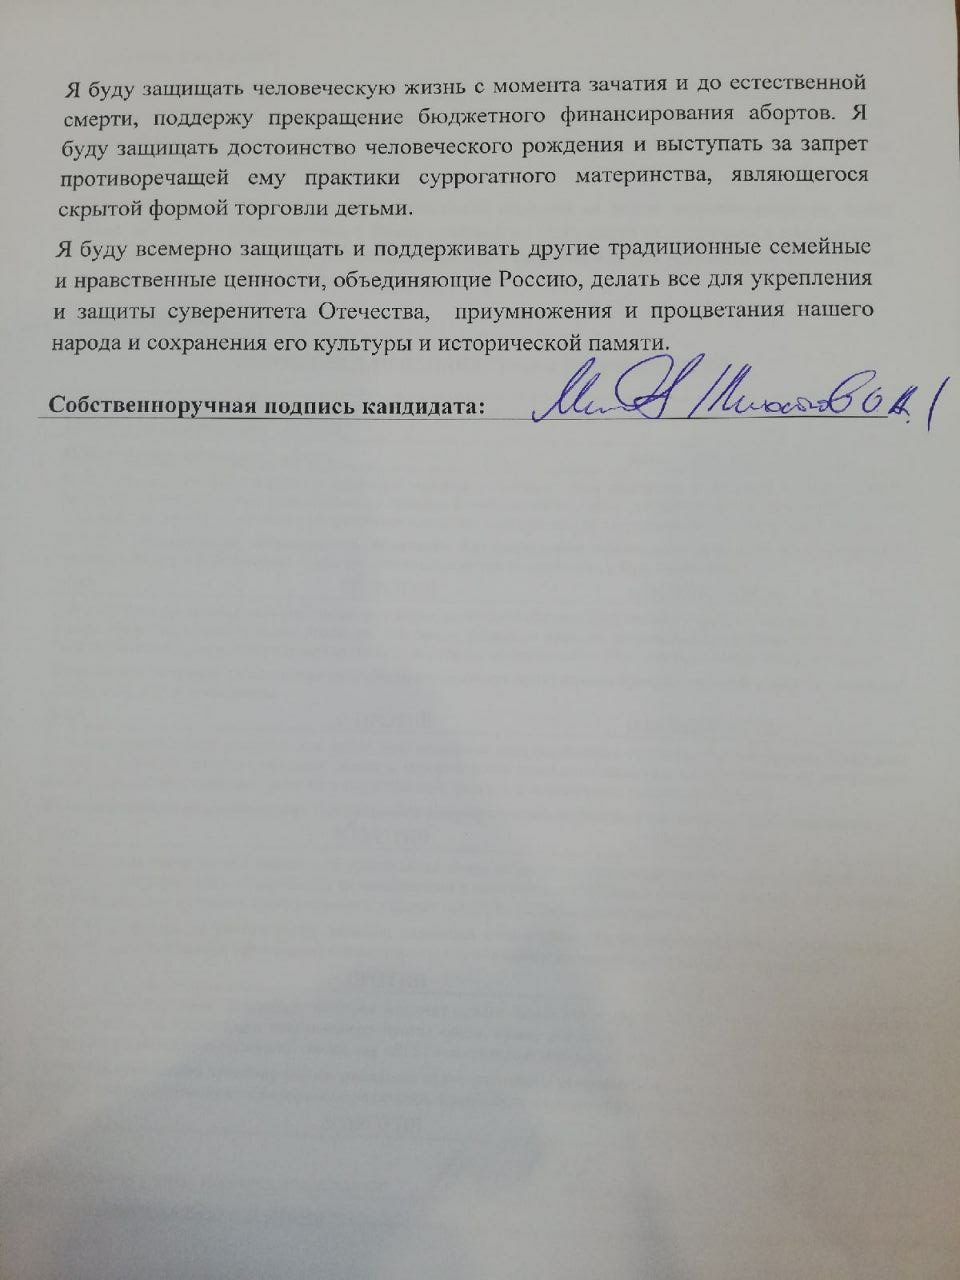 Я буду защищать человеческую жизнь с момента зачатия и до естественной
смерти, поддержу прекращение бюджетного финансирования абортов. Я
буду защищать достоинство человеческого рождения и выступать за запрет
противоречащей ему практики суррогатного материнства, являющегося
скрытой формой торговли детьми.
Я буду всемерно защищать и поддерживать другие традиционные семейные
и нравственные ценности, объединяющие Россию, делать все для укрепления
и защиты суверенитета Отечества, приумножения и процветания нашего
народа и сохранения его культуры и исторической памяти.
Собственноручная подпись кандидата: